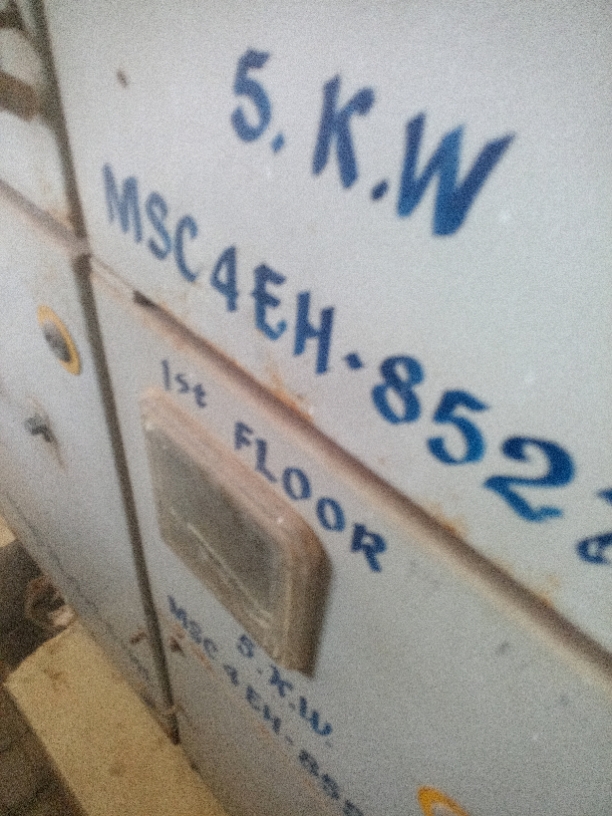 5.K.W
MSC4EH-852
1st FLOOR
5.K.W.
MSC4EH-85